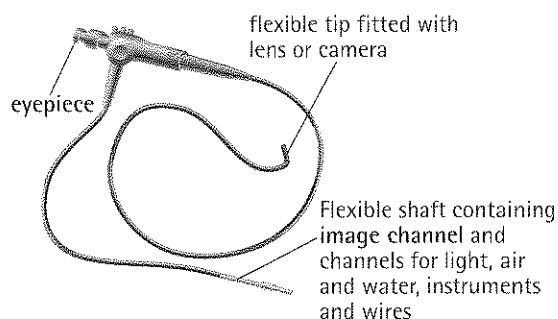 flexible tip fitted with
lens or camera
eyepiece
Flexible shaft containing
image channel and
channels for light, air
and water, instruments
and wires